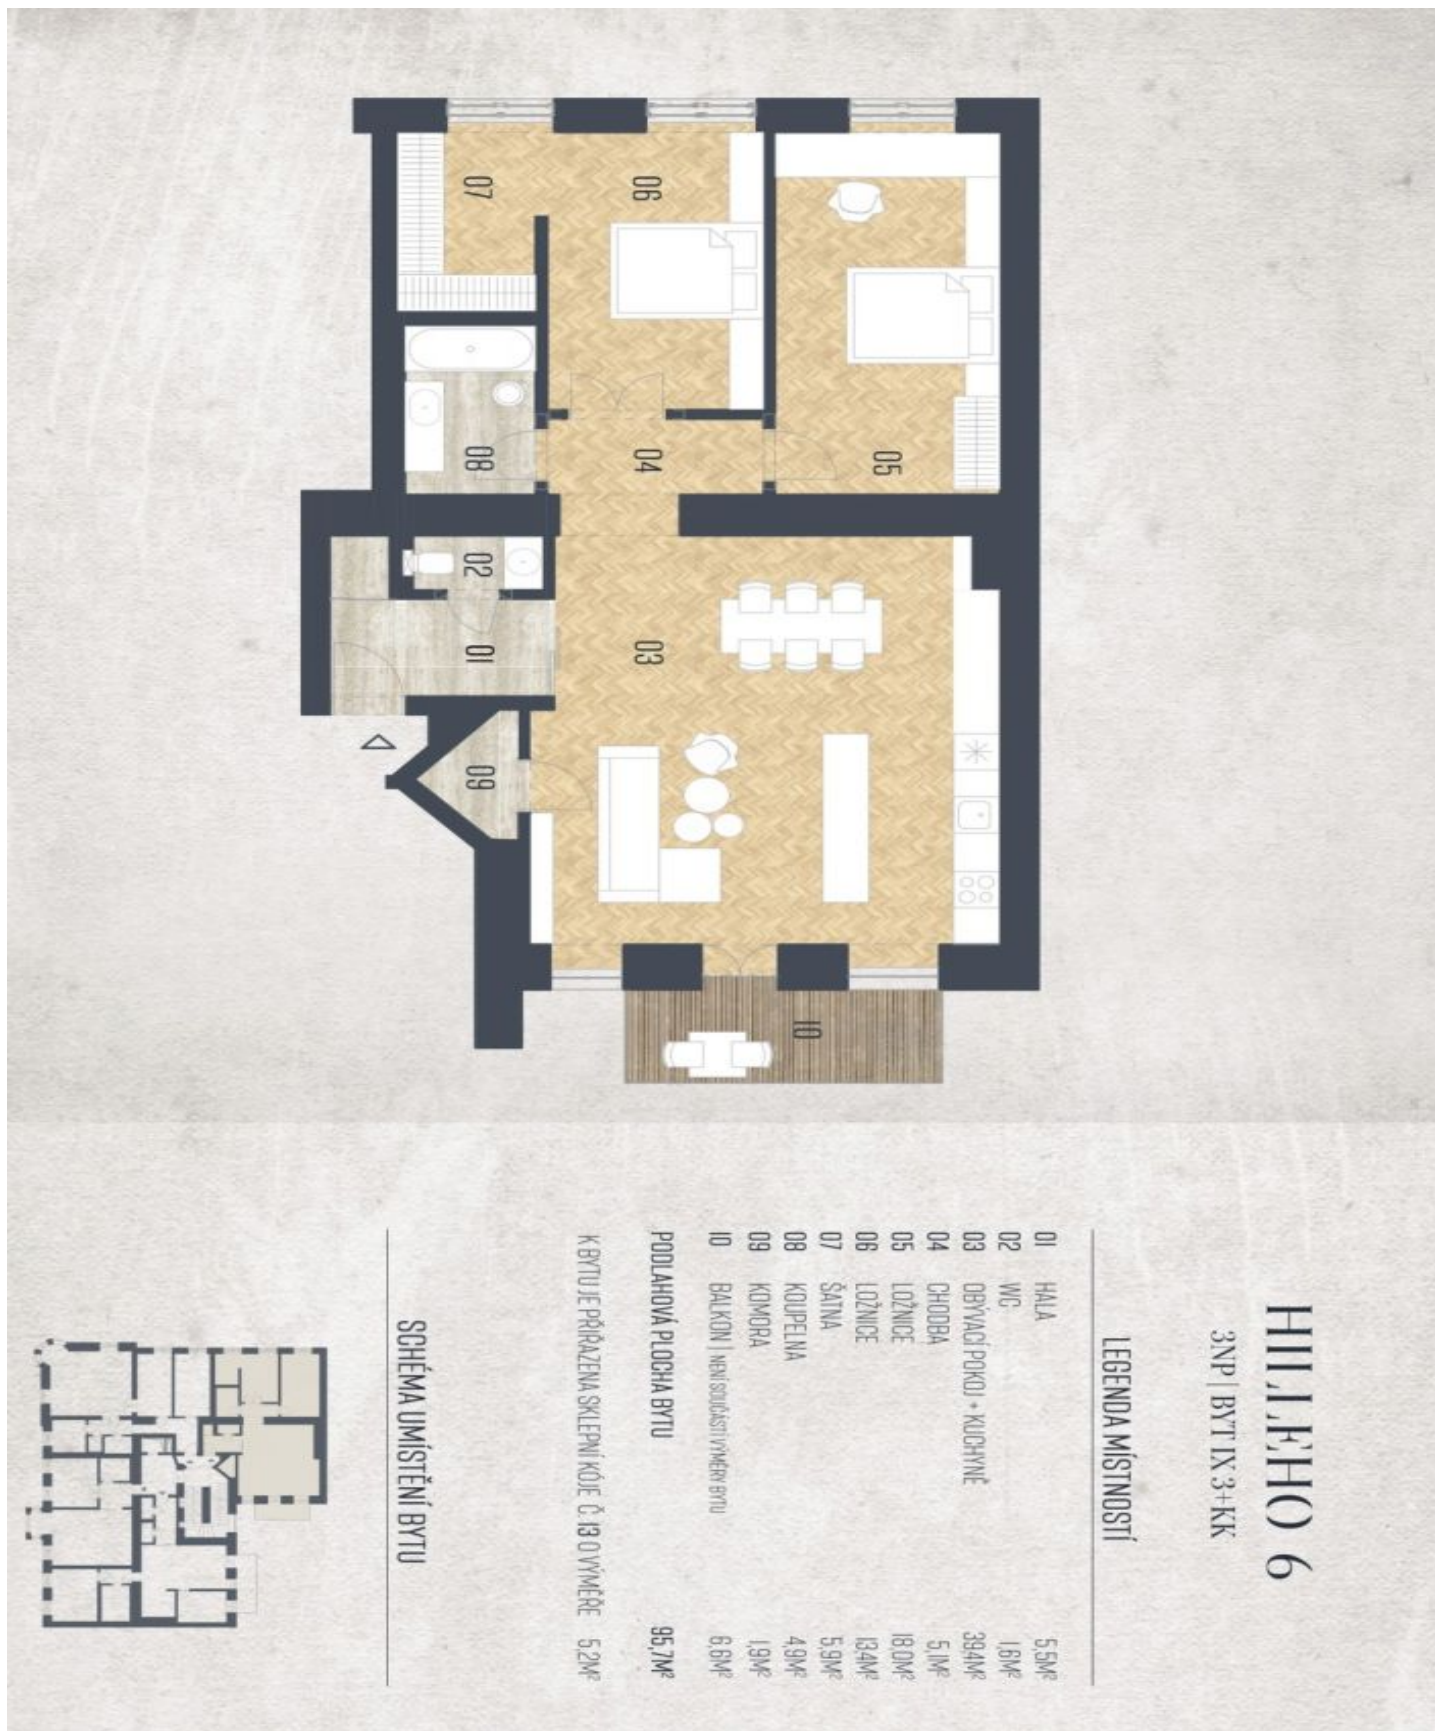 07
06
08
04
05
02
01
03
09
10
HILLEHO 6
3NP | BYT IX 3+KK
LEGENDA MÍSTNOSTÍ
01 HALA 5,5M²
02 WC 1,6M²
03 OBÝVACÍ POKOJ + KUCHYNĚ 39,4M²
04 CHODBA 5,1M²
05 LOŽNICE 18,0M²
06 LOŽNICE 13,4M²
07 ŠATNA 5,9M²
08 KOUPELNA 4,9M²
09 KOMORA 1,9M²
10 BALKON | NENÍ SOUČÁSTÍ VÝMĚRY BYTU 6,6M²
PODLAHOVÁ PLOCHA BYTU 95,7M²
K BYTU JE PŘIŘAZENA SKLEPNÍ KÓJE Č. 13 O VÝMĚŘE 5,2M²
SCHÉMA UMÍSTĚNÍ BYTU